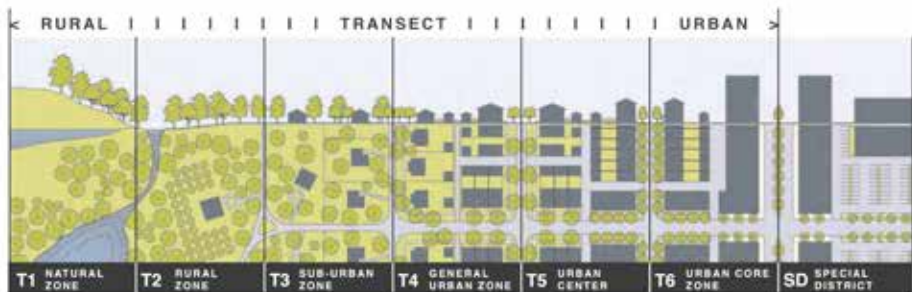 < RURAL | | | | | | | | | TRANSECT | | | | | | | | | URBAN >
T1 NATURAL ZONE
T2 RURAL ZONE
T3 SUB-URBAN ZONE
T4 GENERAL URBAN ZONE
T5 URBAN CENTER
T6 URBAN CORE ZONE
SD SPECIAL DISTRICT